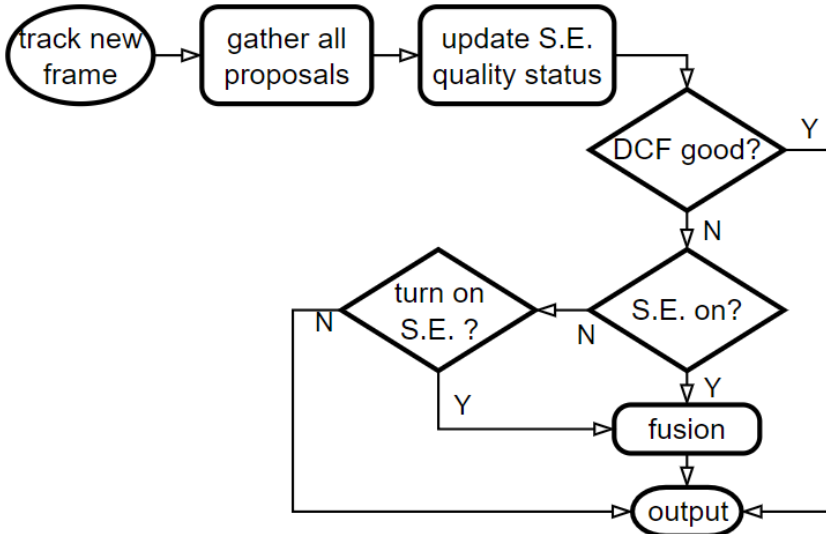 track new
frame
gather all
proposals
update S.E.
quality status
DCF good?
Y
N
turn on
S.E. ?
S.E. on?
N
N
Y
Y
fusion
output